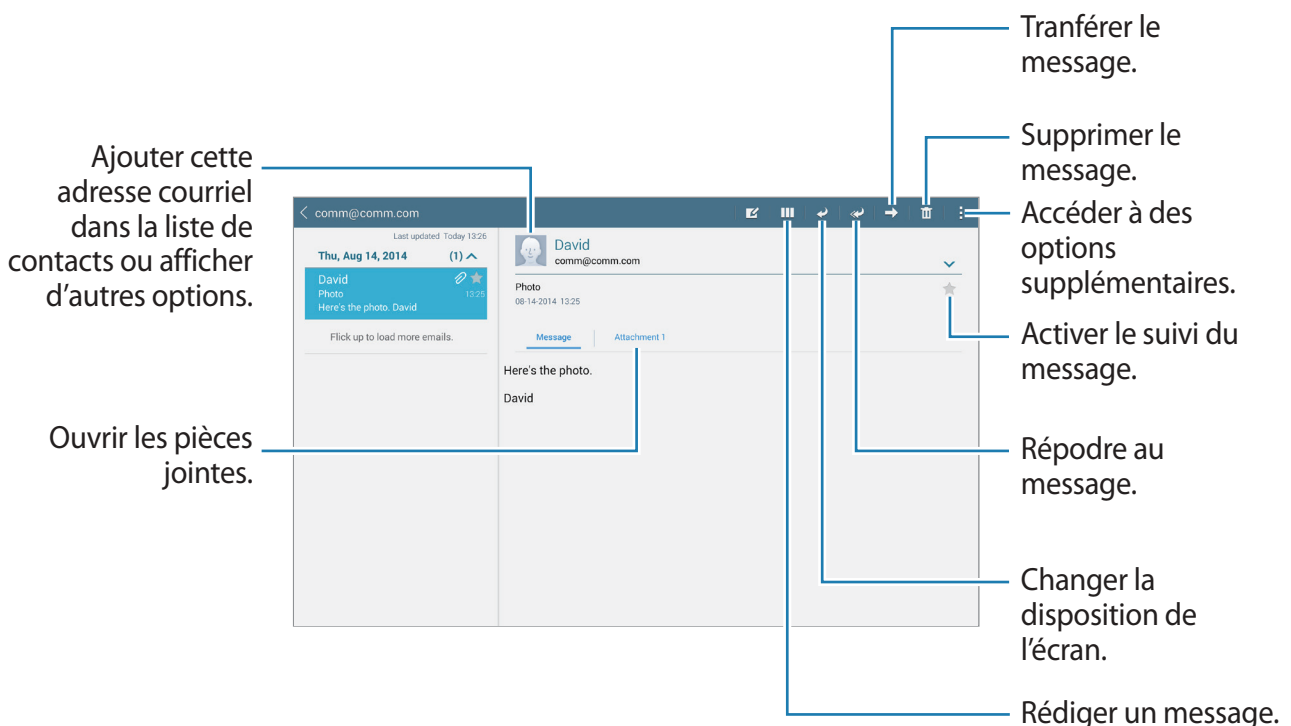 Tranférer le
message.
Supprimer le
message.
Ajouter cette
adresse courriel
dans la liste de
contacts ou afficher
d’autres options.
Accéder à des
options
supplémentaires.
Activer le suivi du
message.
Ouvrir les pièces
jointes.
Répodre au
message.
Changer la
disposition de
l’écran.
Rédiger un message.
comm@comm.com
Last updated Today 13:26
Thu, Aug 14, 2014 (1)
David
Photo 13:25
Here's the photo. David
Flick up to load more emails.
David
comm@comm.com
Photo
08-14-2014 13:25
Message Attachment 1
Here's the photo.
David